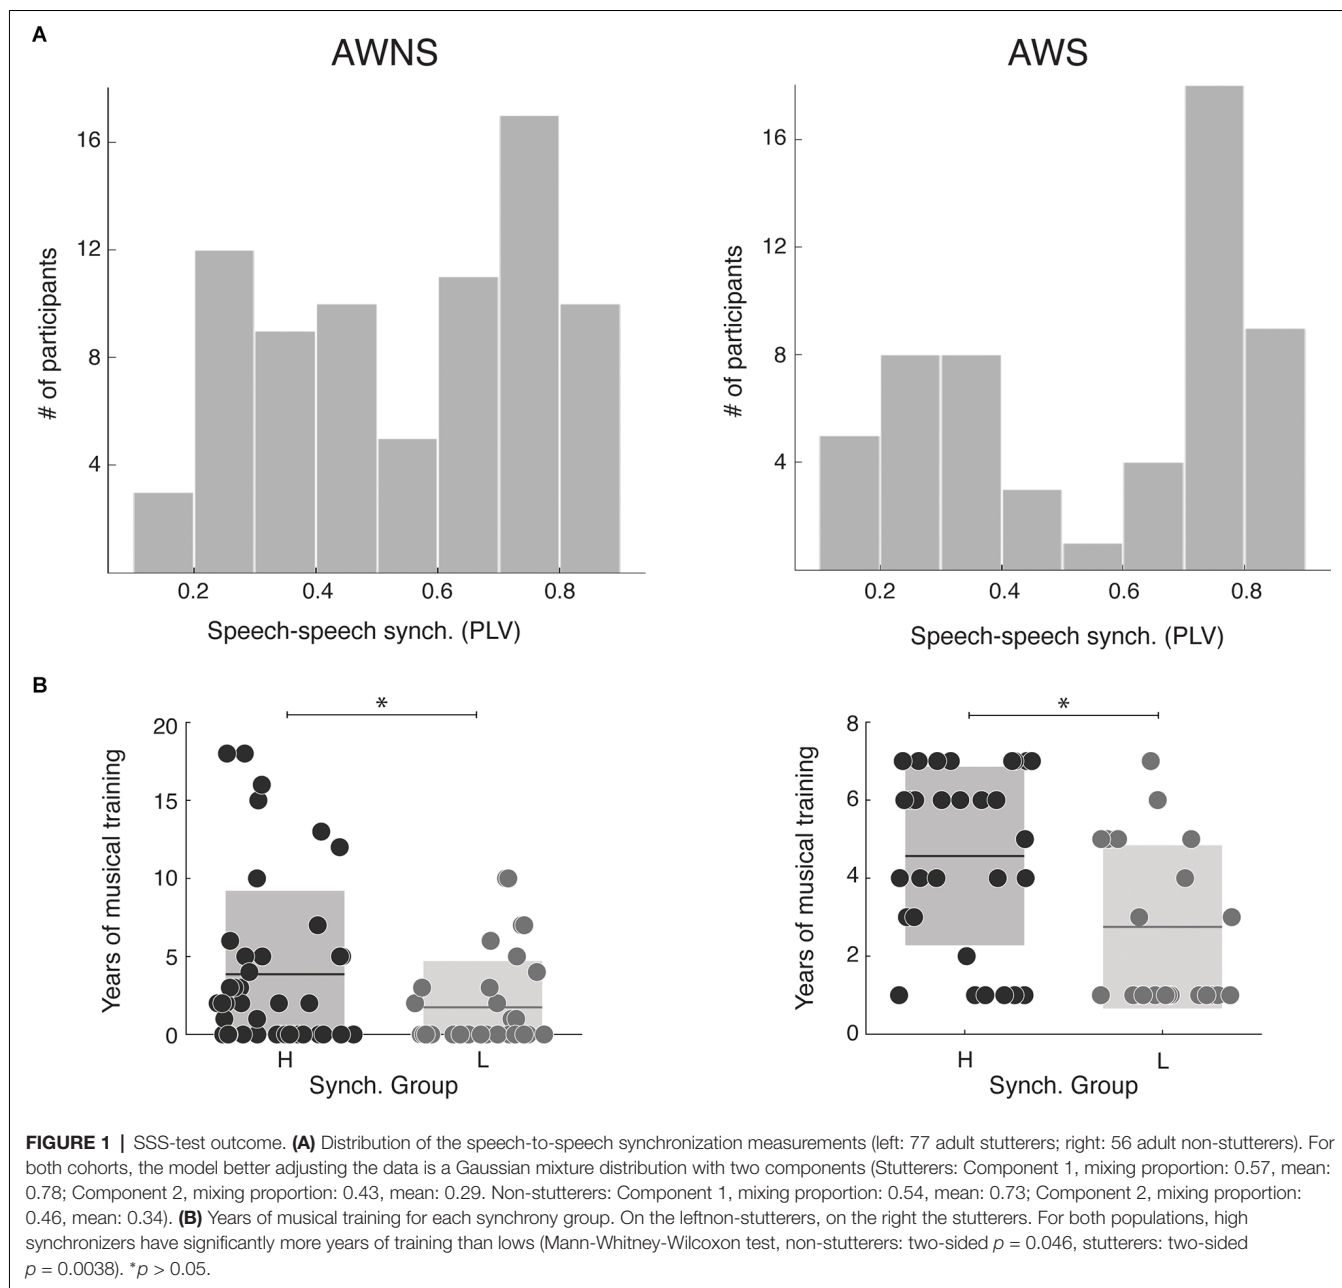 A
AWNS
AWS
16
12
8
4
# of participants
0.2 0.4 0.6 0.8
Speech-speech synch. (PLV)
16
12
8
4
# of participants
0.2 0.4 0.6 0.8
Speech-speech synch. (PLV)
B
*
20
15
10
5
0
Years of musical training
H L
Synch. Group
*
8
6
4
2
0
Years of musical training
H L
Synch. Group
FIGURE 1 | SSS-test outcome. (A) Distribution of the speech-to-speech synchronization measurements (left: 77 adult stutterers; right: 56 adult non-stutterers). For
both cohorts, the model better adjusting the data is a Gaussian mixture distribution with two components (Stutterers: Component 1, mixing proportion: 0.57, mean:
0.78; Component 2, mixing proportion: 0.43, mean: 0.29. Non-stutterers: Component 1, mixing proportion: 0.54, mean: 0.73; Component 2, mixing proportion:
0.46, mean: 0.34). (B) Years of musical training for each synchrony group. On the leftnon-stutterers, on the right the stutterers. For both populations, high
synchronizers have significantly more years of training than lows (Mann-Whitney-Wilcoxon test, non-stutterers: two-sided p = 0.046, stutterers: two-sided
p = 0.0038). *p > 0.05.